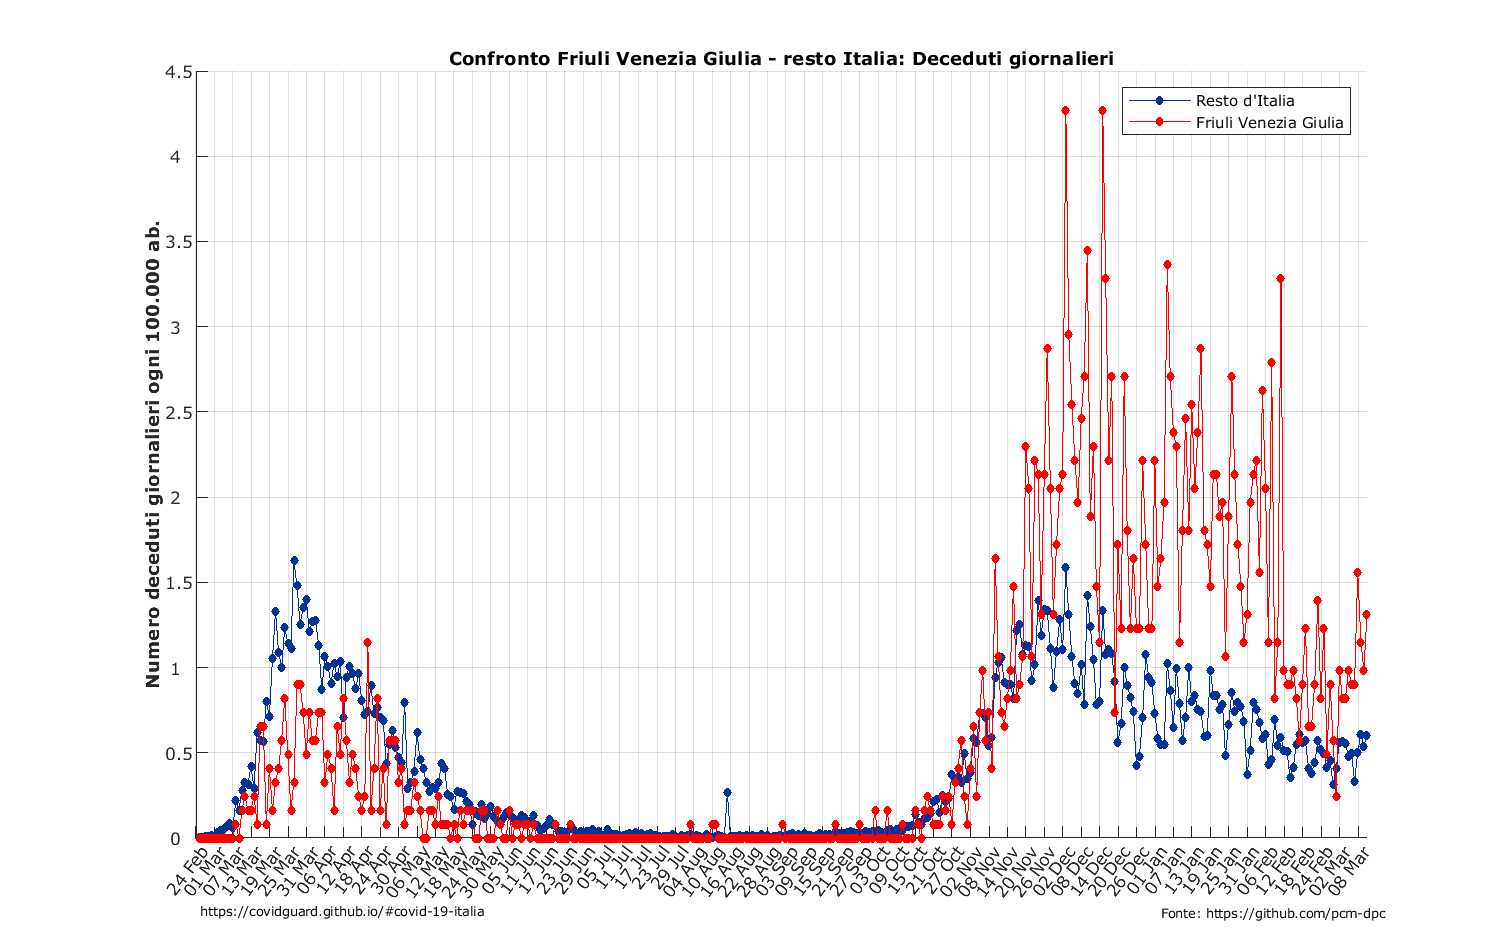 Confronto Friuli Venezia Giulia - resto Italia: Deceduti giornalieri
Numero deceduti giornalieri ogni 100.000 ab.
4.5
4
3.5
3
2.5
2
1.5
1
0.5
0
Resto d'Italia
Friuli Venezia Giulia
24 Feb
01 Mar
07 Mar
13 Mar
19 Mar
25 Mar
31 Mar
06 Apr
12 Apr
18 Apr
24 Apr
30 Apr
06 May
12 May
18 May
24 May
30 May
05 Jun
11 Jun
17 Jun
23 Jun
29 Jun
05 Jul
11 Jul
17 Jul
23 Jul
29 Jul
04 Aug
10 Aug
16 Aug
22 Aug
28 Aug
03 Sep
09 Sep
15 Sep
21 Sep
27 Sep
03 Oct
09 Oct
15 Oct
21 Oct
27 Oct
02 Nov
08 Nov
14 Nov
20 Nov
26 Nov
02 Dec
08 Dec
14 Dec
20 Dec
26 Dec
01 Jan
07 Jan
13 Jan
19 Jan
25 Jan
31 Jan
06 Feb
12 Feb
18 Feb
24 Feb
02 Mar
08 Mar
https://covidguard.github.io/#covid-19-italia
Fonte: https://github.com/pcm-dpc